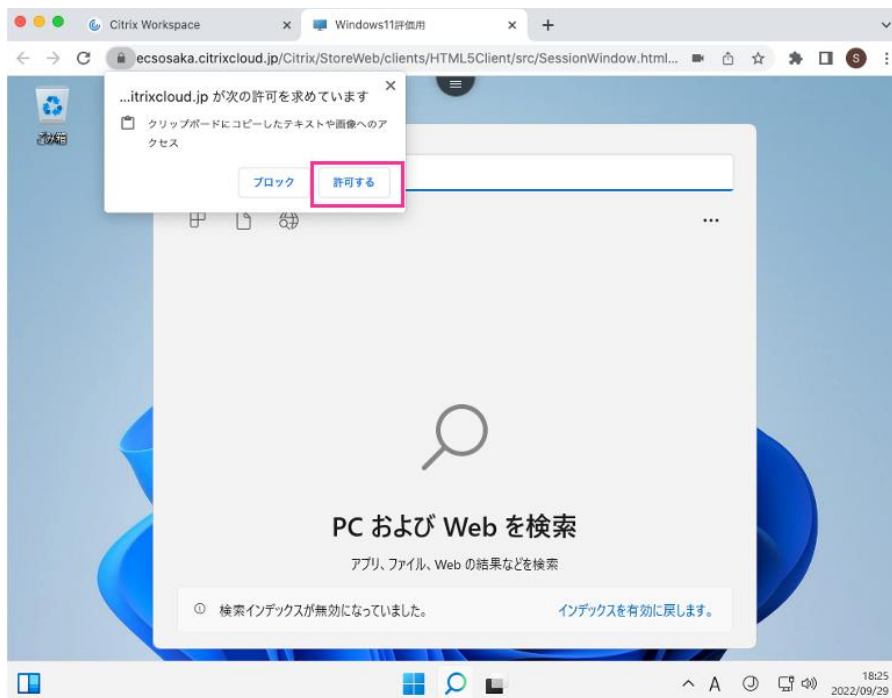 Citrix Workspace
Windows11評価用
ecsosaka.citrixcloud.jp/Citrix/StoreWeb/clients/HTML5Client/src/SessionWindow.html...
S
...itrixcloud.jp が次の許可を求めています
クリップボードにコピーしたテキストや画像へのア
クセス
ブロック
許可する
ごみ箱
PC および Web を検索
アプリ、ファイル、Web の結果などを検索
検索インデックスが無効になっていました。
インデックスを有効に戻します。
A
18:25
2022/09/29